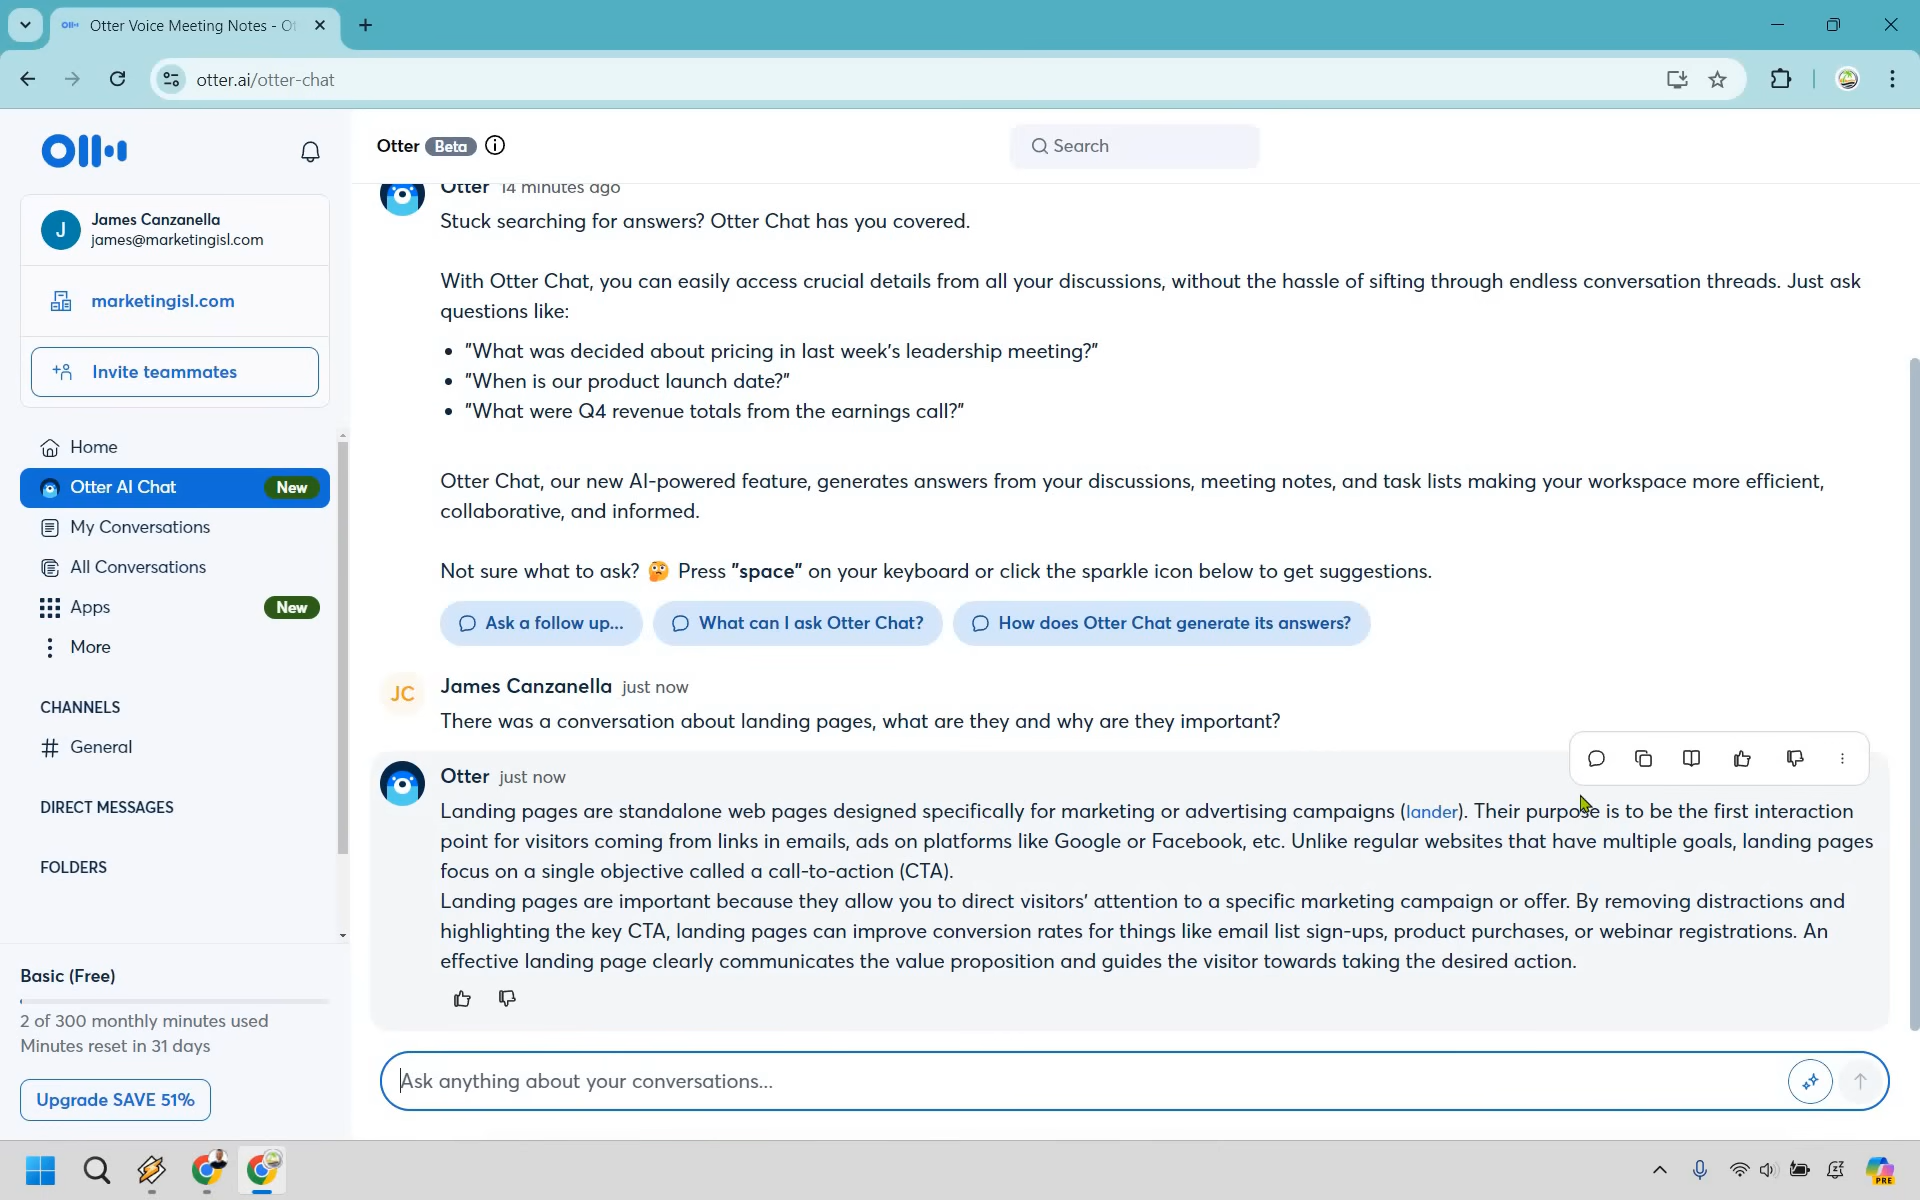 Otter Voice Meeting Notes - Ot
otter.ai/otter-chat
James Canzanella
J
james@marketingisl.com
marketingisl.com
Invite teammates
Home
Otter AI Chat New
My Conversations
All Conversations
Apps New
More
CHANNELS
General
DIRECT MESSAGES
FOLDERS
Basic (Free)
2 of 300 monthly minutes used
Minutes reset in 31 days
Upgrade SAVE 51%
Otter Beta
Search
Otter 14 minutes ago
Stuck searching for answers? Otter Chat has you covered.
With Otter Chat, you can easily access crucial details from all your discussions, without the hassle of sifting through endless conversation threads. Just ask
questions like:
• "What was decided about pricing in last week's leadership meeting?"
• "When is our product launch date?"
• "What were Q4 revenue totals from the earnings call?"
Otter Chat, our new AI-powered feature, generates answers from your discussions, meeting notes, and task lists making your workspace more efficient,
collaborative, and informed.
Not sure what to ask? 🤔 Press "space" on your keyboard or click the sparkle icon below to get suggestions.
Ask a follow up... What can I ask Otter Chat? How does Otter Chat generate its answers?
JC
James Canzanella just now
There was a conversation about landing pages, what are they and why are they important?
Otter just now
Landing pages are standalone web pages designed specifically for marketing or advertising campaigns (lander). Their purpose is to be the first interaction
point for visitors coming from links in emails, ads on platforms like Google or Facebook, etc. Unlike regular websites that have multiple goals, landing pages
focus on a single objective called a call-to-action (CTA).
Landing pages are important because they allow you to direct visitors' attention to a specific marketing campaign or offer. By removing distractions and
highlighting the key CTA, landing pages can improve conversion rates for things like email list sign-ups, product purchases, or webinar registrations. An
effective landing page clearly communicates the value proposition and guides the visitor towards taking the desired action.
Ask anything about your conversations...
PRE